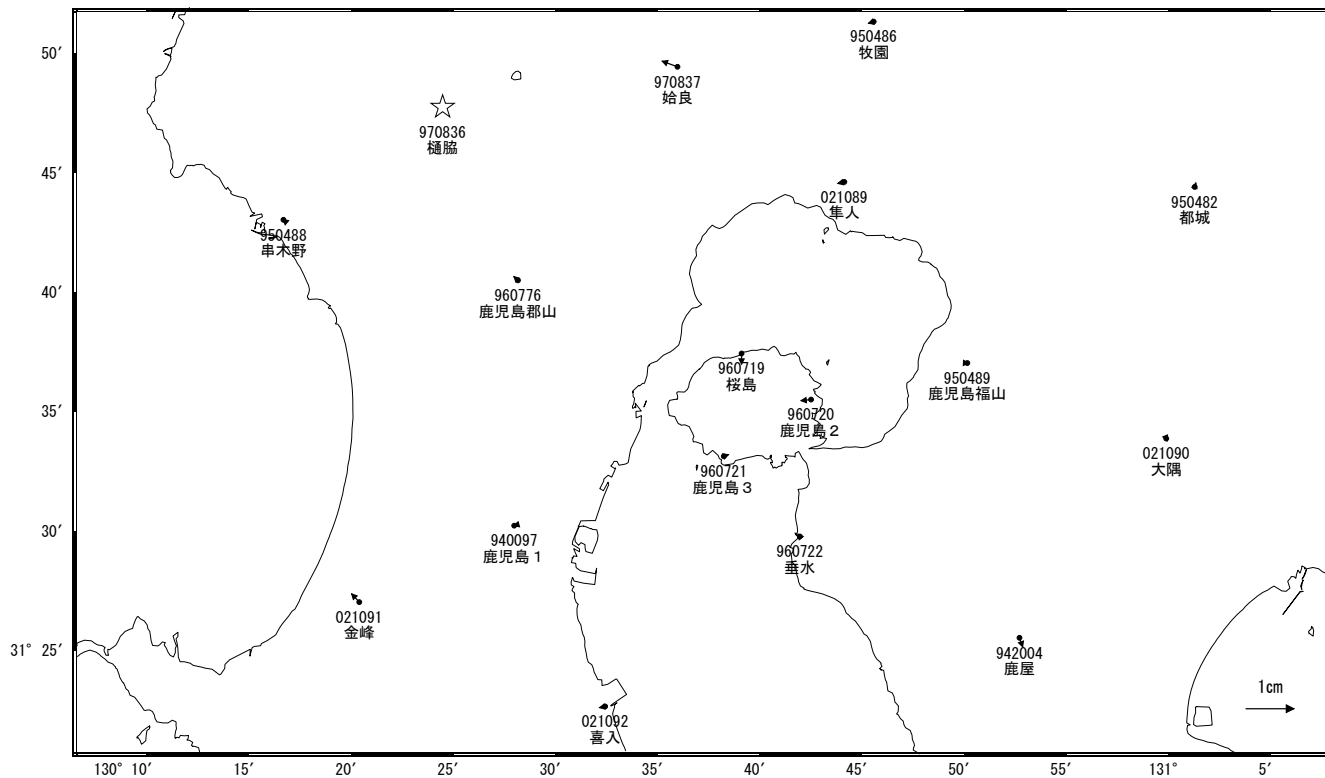 50′
950486
牧園
970837
姶良
970836
樋脇
45′
021089
隼人
950482
都城
950488
串木野
40′
960776
鹿児島郡山
960719
桜島
950489
鹿児島福山
35′
960720
鹿児島２
021090
大隅
960721
鹿児島３
30′
940097
鹿児島１
960722
垂水
021091
金峰
31° 25′
942004
鹿屋
1cm
021092
喜入
130° 10′ 15′ 20′ 25′ 30′ 35′ 40′ 45′ 50′ 55′ 131° 5′